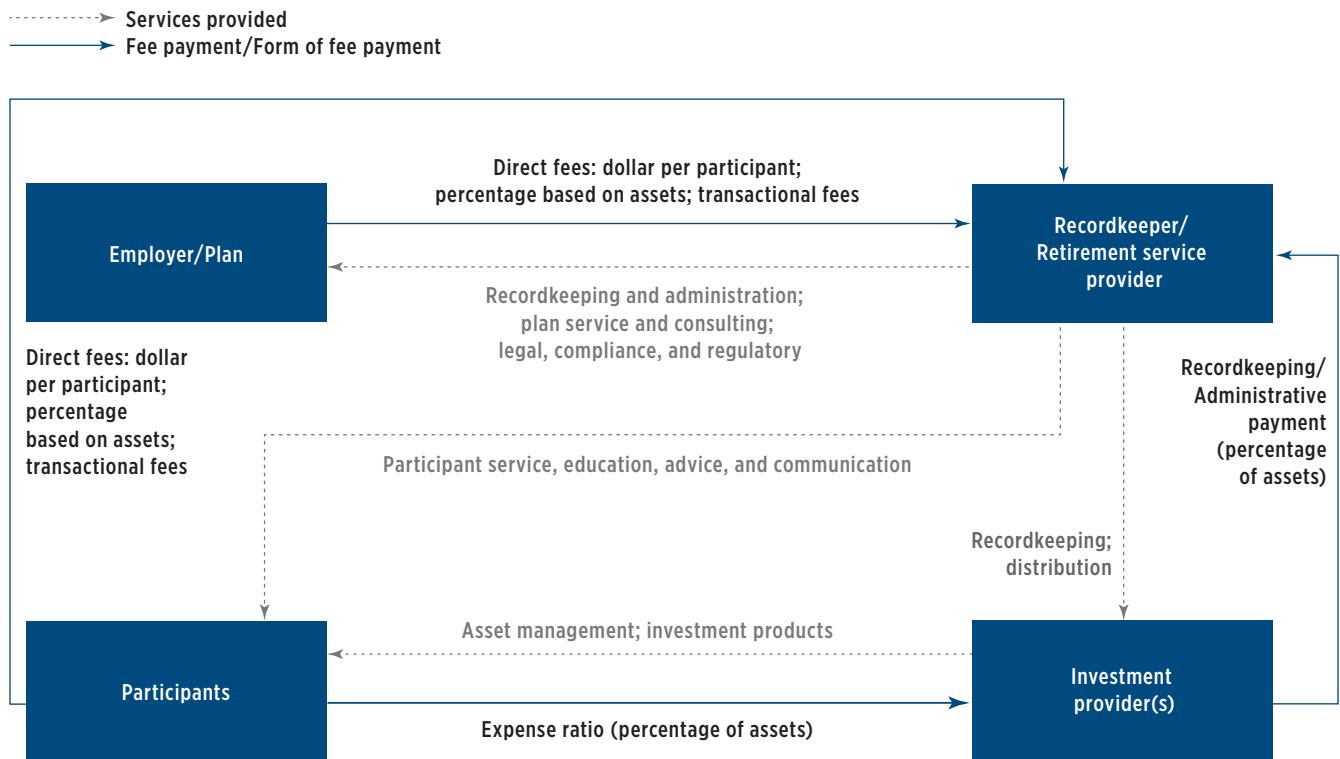 Services provided
Fee payment/Form of fee payment
Direct fees: dollar per participant;
percentage based on assets; transactional fees
Employer/Plan
Recordkeeper/
Retirement service
provider
Recordkeeping and administration;
plan service and consulting;
legal, compliance, and regulatory
Direct fees: dollar
per participant;
percentage
based on assets;
transactional fees
Recordkeeping/
Administrative
payment
(percentage
of assets)
Participant service, education, advice, and communication
Recordkeeping;
distribution
Asset management; investment products
Participants
Investment
provider(s)
Expense ratio (percentage of assets)